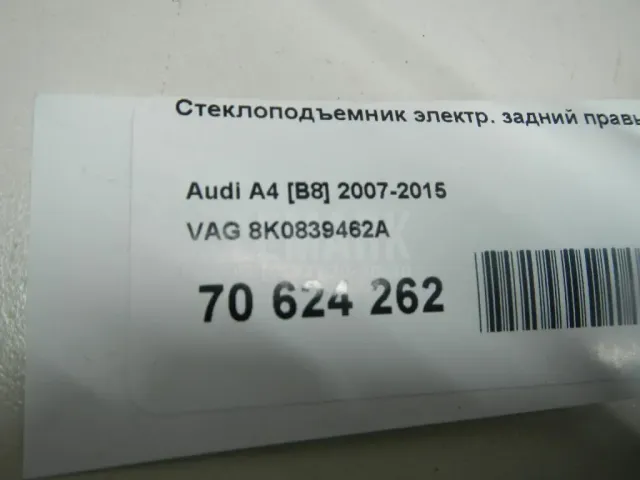 Стеклоподъемник электр. задний правы
Audi A4 [B8] 2007-2015
VAG 8K0839462A
70 624 262